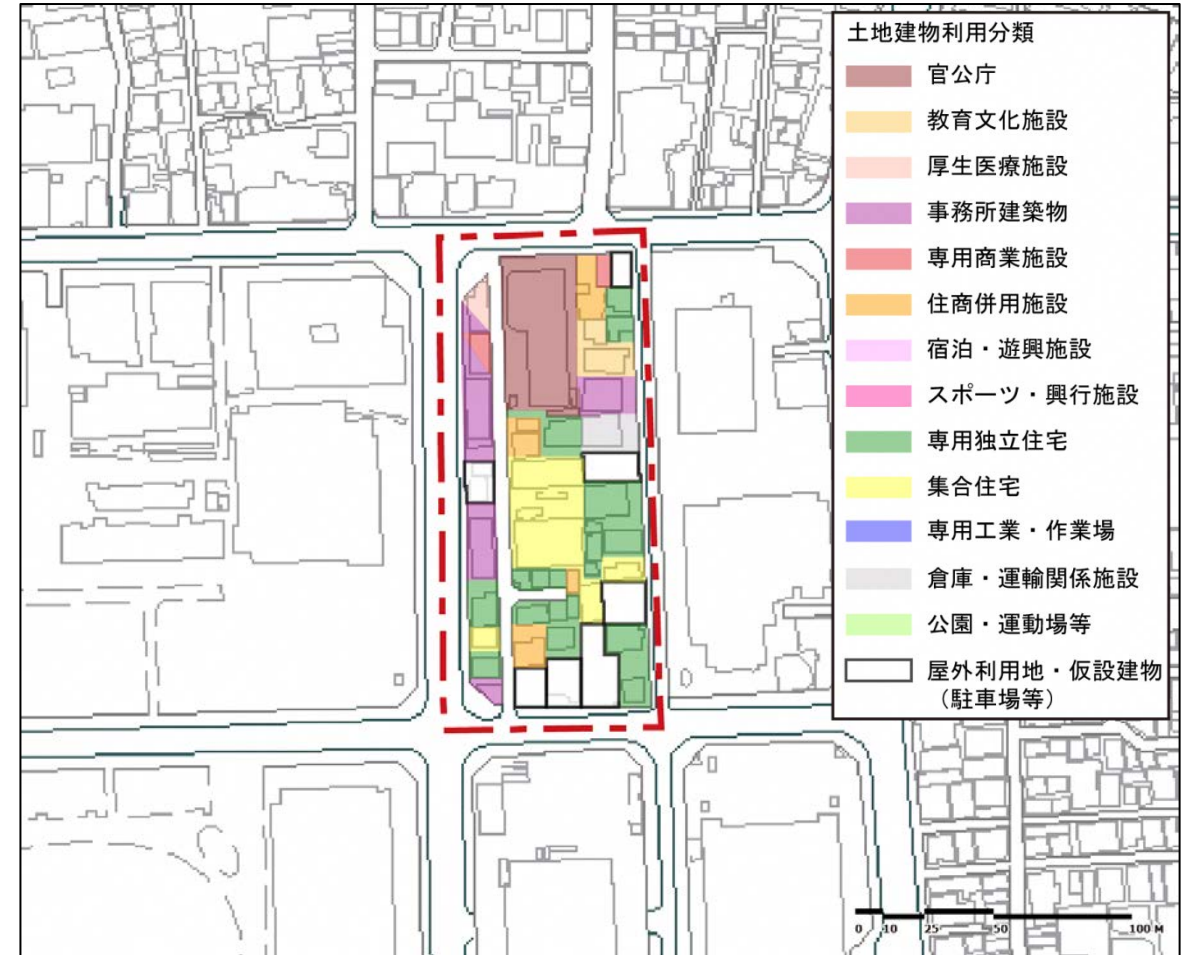 土地建物利用分類
官公庁
教育文化施設
厚生医療施設
事務所建築物
専用商業施設
住商併用施設
宿泊・遊興施設
スポーツ・興行施設
専用独立住宅
集合住宅
専用工業・作業場
倉庫・運輸関係施設
公園・運動場等
屋外利用地・仮設建物
（駐車場等）
0 10 25 50 100 M